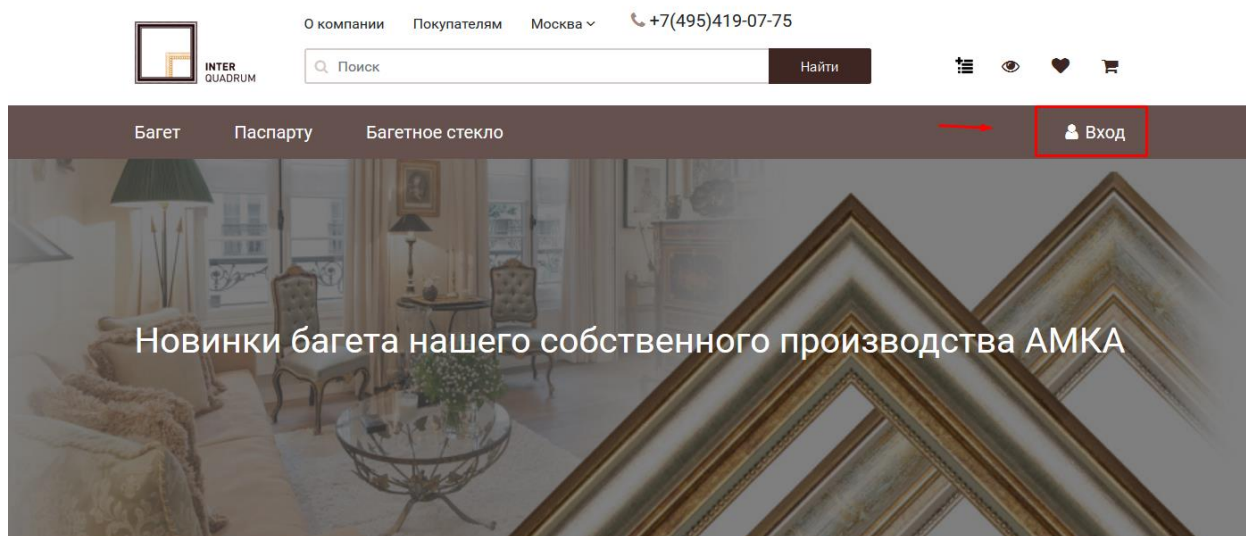 О компании Покупателям Москва +7(495)419-07-75
INTER
QUADRUM
Поиск Найти
Багет Паспарту Багетное стекло Вход
Новинки багета нашего собственного производства АМКА